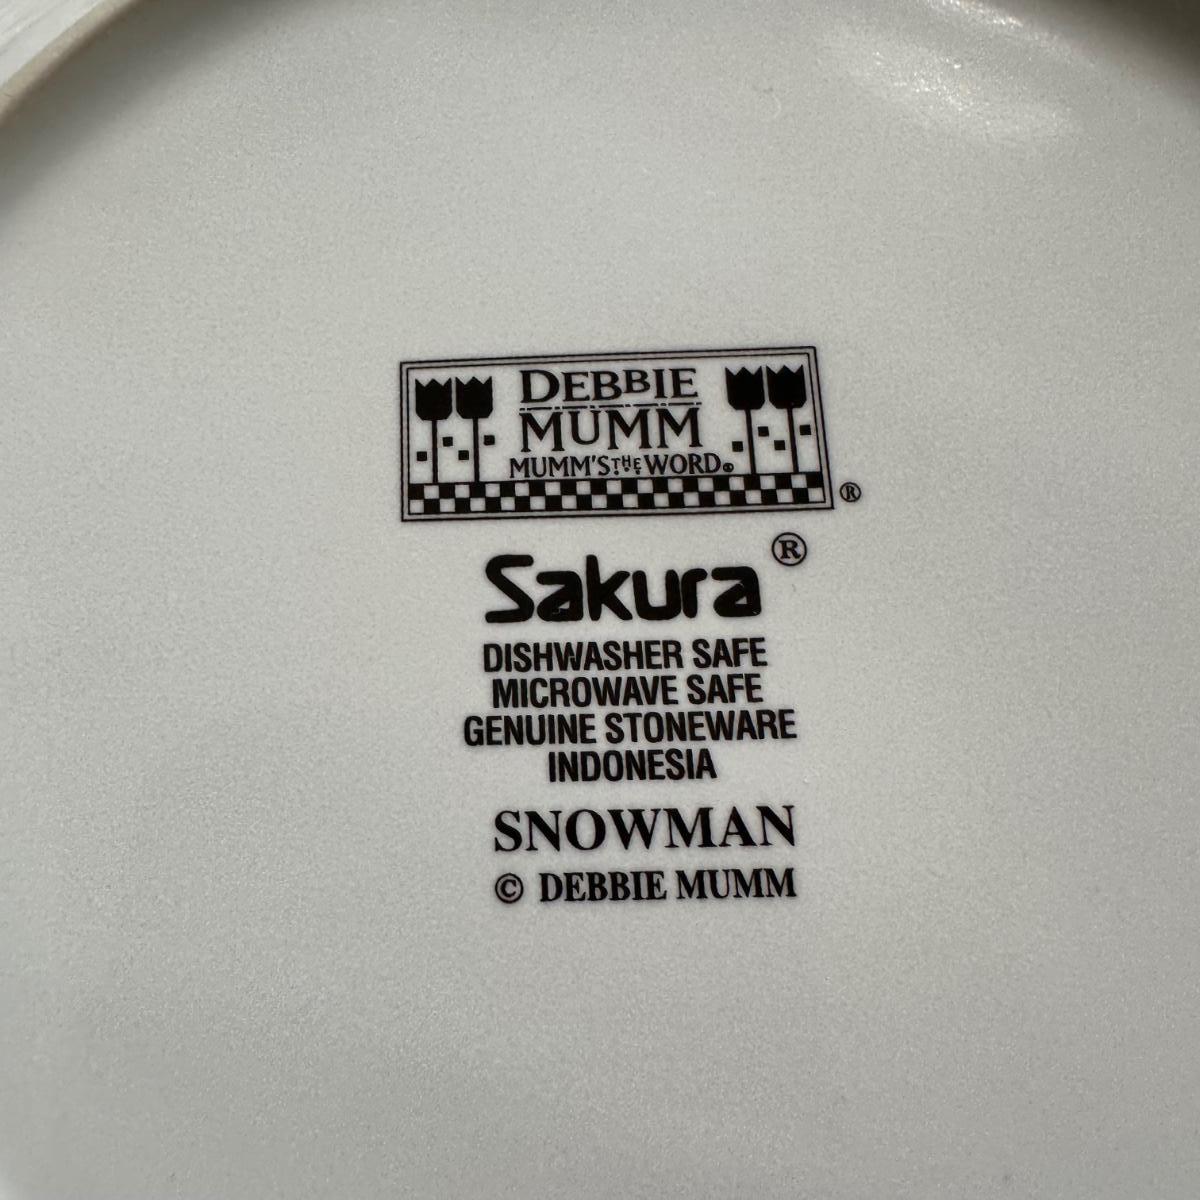 DEBBIE
MUMM
MUMM'S THE WORD®
®
Sakura®
DISHWASHER SAFE
MICROWAVE SAFE
GENUINE STONEWARE
INDONESIA
SNOWMAN
© DEBBIE MUMM